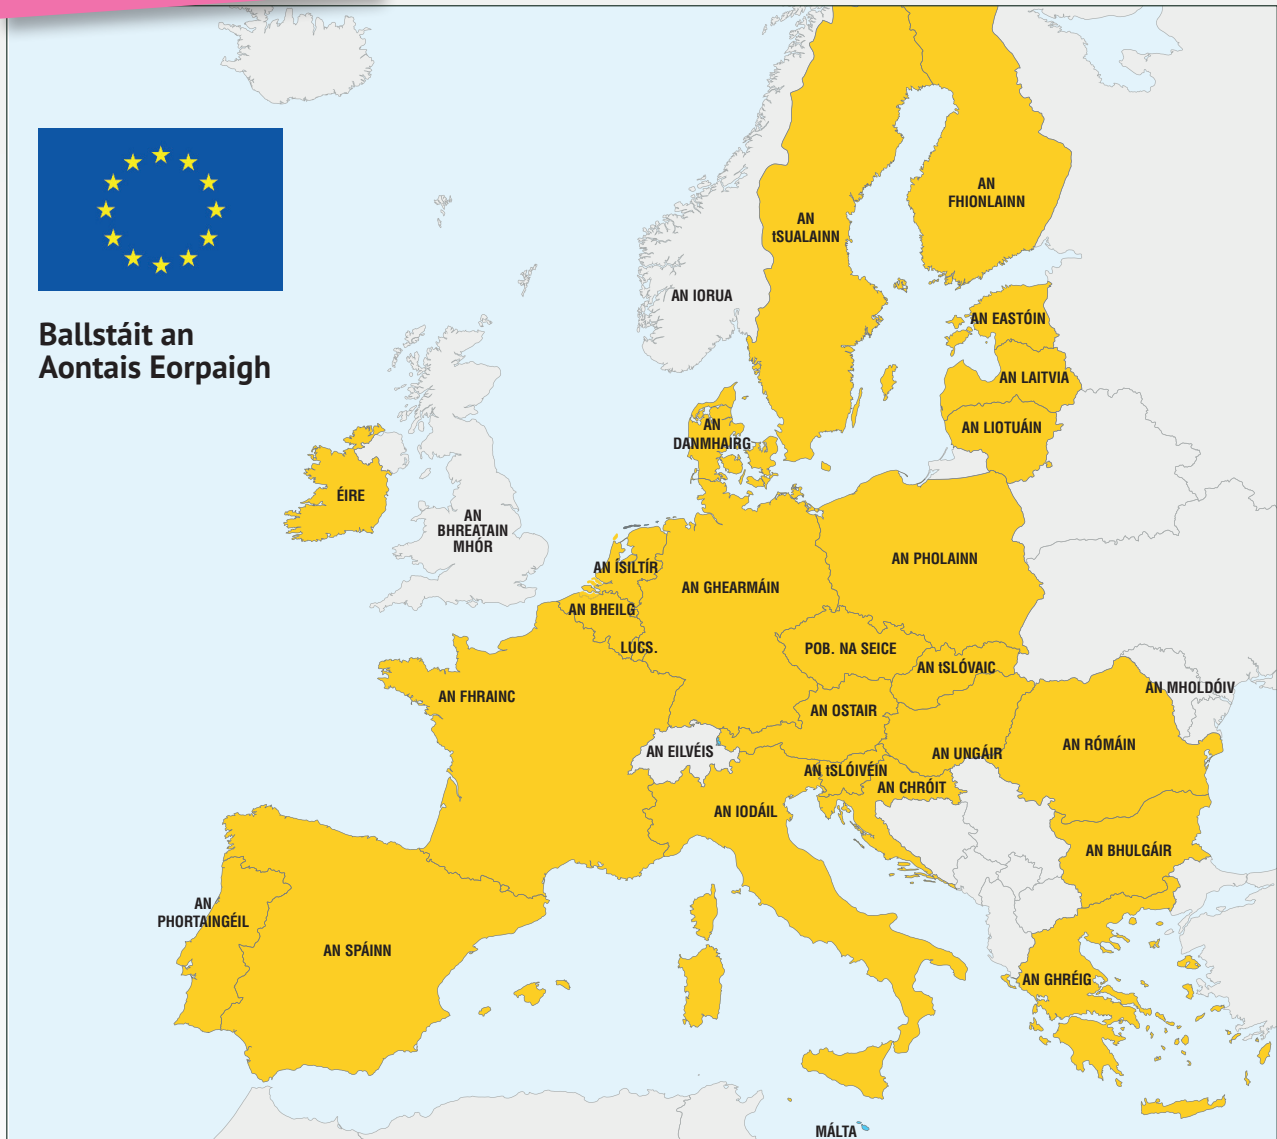 Ballstáit an
Aontais Eorpaigh
AN
FHIONLAINN
AN
tSUALAINN
AN IORUA
AN EASTÓIN
AN LAITVIA
AN LIOTUÁIN
AN
DANMHAIRG
ÉIRE
AN
BHREATAIN
MHÓR
AN ÍSILTÍR
AN GHEARMÁIN
AN PHOLAINN
AN BHEILG
LUCS.
POB. NA SEICE
AN tSLÓVAIC
AN FHRAINC
AN MHOLDÓIV
AN OSTAIR
AN EILVÉIS
AN UNGÁIR
AN RÓMÁIN
AN tSLÓIVÉIN
AN CHRÓIT
AN IODÁIL
AN BHULGÁIR
AN
PHORTAINGÉIL
AN SPÁINN
AN GHRÉIG
MÁLTA